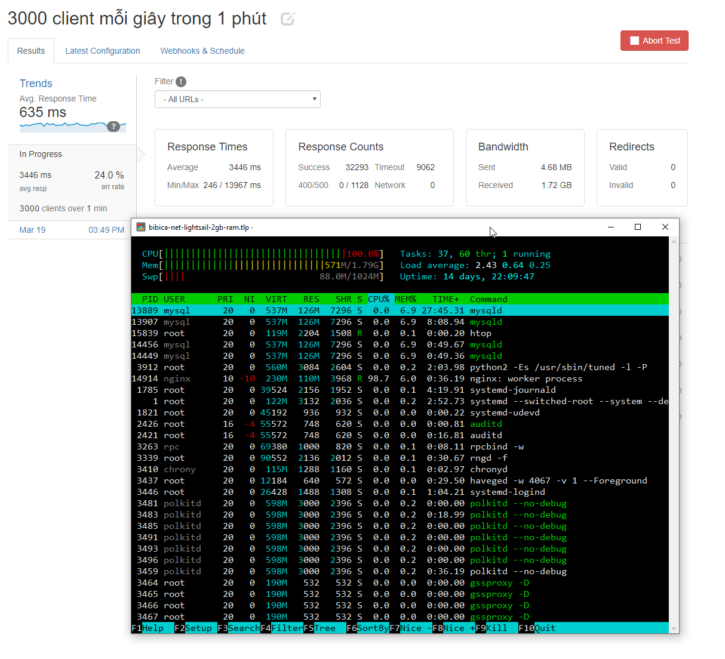 3000 client mỗi giây trong 1 phút
Abort Test
Results Latest Configuration Webhooks & Schedule
Trends
Avg. Response Time
635 ms
?
In Progress
3446 ms 24.0 %
avg resp err rate
3000 clients over 1 min
Mar 19 03:49 PM
Filter !
- All URLs -
Response Times
Average 3446 ms
Min/Max 246 / 13967 ms
Response Counts
Success 32293 Timeout 9062
400/500 0 / 1128 Network 0
Bandwidth
Sent 4.68 MB
Received 1.72 GB
Redirects
Valid 0
Invalid 0
bibica-net-lightsail-2gb-ram.tlp -
CPU[||||||||||||||||||||||||||||||||100.0%] Tasks: 37, 60 thr; 1 running
Mem[||||||||||||||||||||||||||||571M/1.79G] Load average: 2.43 0.64 0.25
Swp[|||| 88.0M/1024M] Uptime: 14 days, 22:09:47
PID USER PRI NI VIRT RES SHR S CPU% MEM% TIME+ Command
13889 mysql 20 0 537M 126M 7296 S 0.0 6.9 27:45.31 mysqld
13907 mysql 20 0 537M 126M 7296 S 0.0 6.9 8:08.94 mysqld
15839 root 20 0 119M 2204 1508 R 0.0 0.1 0:00.20 htop
14456 mysql 20 0 537M 126M 7296 S 0.0 6.9 0:49.67 mysqld
14449 mysql 20 0 537M 126M 7296 S 0.0 6.9 0:49.36 mysqld
3912 root 20 0 560M 3084 2604 S 0.0 0.2 2:03.98 python2 -Es /usr/sbin/tuned -l -P
14914 nginx 10 -10 230M 110M 3968 R 98.7 6.0 0:36.19 nginx: worker process
1785 root 20 0 39524 2156 1952 S 0.0 0.1 4:19.91 systemd-journald
1 root 20 0 122M 3132 2036 S 0.0 0.2 2:52.73 systemd --switched-root --system --de
1821 root 20 0 45192 936 932 S 0.0 0.0 0:00.22 systemd-udevd
2426 root 16 -4 55572 748 620 S 0.0 0.0 0:00.81 auditd
2421 root 16 -4 55572 748 620 S 0.0 0.0 0:16.81 auditd
3263 rpc 20 0 69380 1000 820 S 0.0 0.1 0:08.11 rpcbind -w
3339 root 20 0 90552 2136 2012 S 0.0 0.1 0:30.67 rngd -f
3410 chrony 20 0 115M 1288 1160 S 0.0 0.1 0:02.97 chronyd
3437 root 20 0 12184 640 572 S 0.0 0.0 0:29.50 haveged -w 4067 -v 1 --Foreground
3446 root 20 0 26428 1488 1308 S 0.0 0.1 1:04.21 systemd-logind
3481 polkitd 20 0 598M 3000 2396 S 0.0 0.2 0:00.00 polkitd --no-debug
3483 polkitd 20 0 598M 3000 2396 S 0.0 0.2 0:18.99 polkitd --no-debug
3485 polkitd 20 0 598M 3000 2396 S 0.0 0.2 0:00.00 polkitd --no-debug
3491 polkitd 20 0 598M 3000 2396 S 0.0 0.2 0:00.00 polkitd --no-debug
3493 polkitd 20 0 598M 3000 2396 S 0.0 0.2 0:00.00 polkitd --no-debug
3496 polkitd 20 0 598M 3000 2396 S 0.0 0.2 0:00.00 polkitd --no-debug
3459 polkitd 20 0 598M 3000 2396 S 0.0 0.2 0:36.19 polkitd --no-debug
3464 root 20 0 190M 532 532 S 0.0 0.0 0:00.00 gssproxy -D
3465 root 20 0 190M 532 532 S 0.0 0.0 0:00.00 gssproxy -D
3466 root 20 0 190M 532 532 S 0.0 0.0 0:00.00 gssproxy -D
3467 root 20 0 190M 532 532 S 0.0 0.0 0:00.00 gssproxy -D
F1Help F2Setup F3SearchF4FilterF5Tree F6SortByF7Nice -F8Nice +F9Kill F10Quit